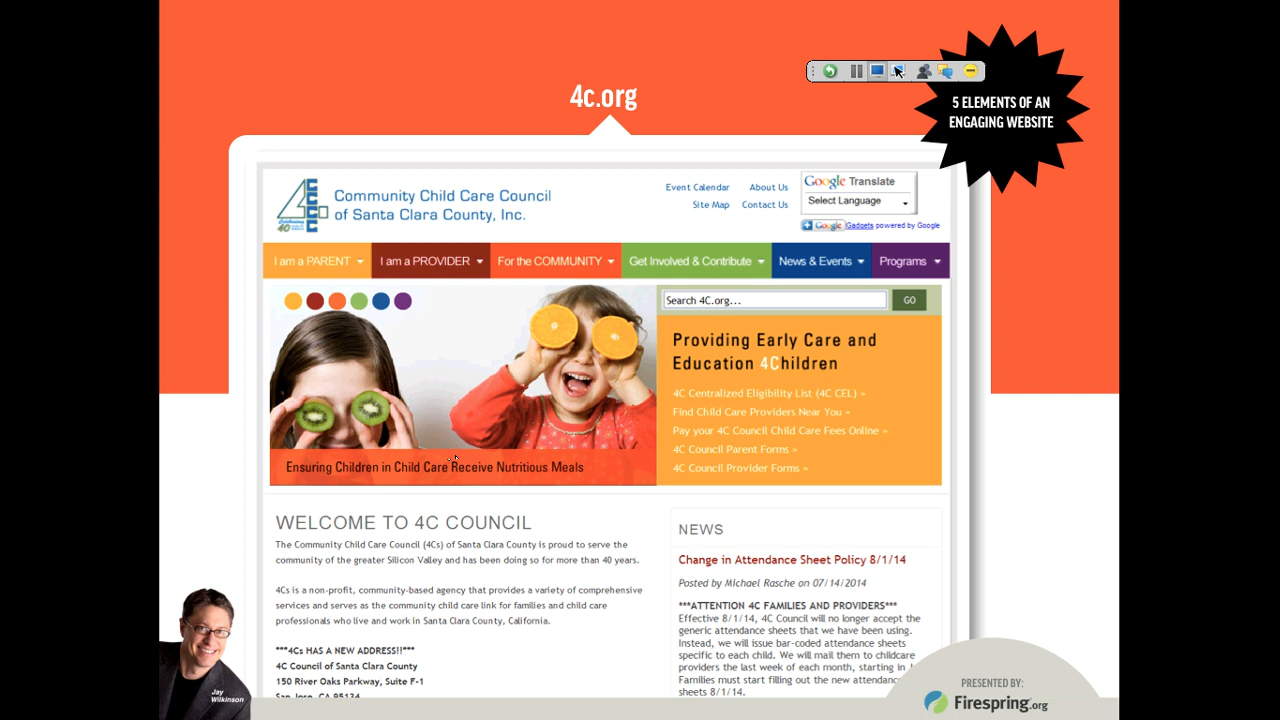 4c.org
5 ELEMENTS OF AN
ENGAGING WEBSITE
4CCCC
Celebrating
40
Community Child Care Council
of Santa Clara County, Inc.
Event Calendar About Us
Site Map Contact Us
Google Translate
Select Language
Google Gadgets powered by Google
I am a PARENT I am a PROVIDER For the COMMUNITY Get Involved & Contribute News & Events Programs
Search 4C.org... GO
Providing Early Care and
Education 4Children
4C Centralized Eligibility List (4C CEL) »
Find Child Care Providers Near You »
Pay your 4C Council Child Care Fees Online »
4C Council Parent Forms »
4C Council Provider Forms »
Ensuring Children in Child Care Receive Nutritious Meals
WELCOME TO 4C COUNCIL
The Community Child Care Council (4Cs) of Santa Clara County is proud to serve the
community of the greater Silicon Valley and has been doing so for more than 40 years.
4Cs is a non-profit, community-based agency that provides a variety of comprehensive
services and serves as the community child care link for families and child care
professionals who live and work in Santa Clara County, California.
***4Cs HAS A NEW ADDRESS!!***
4C Council of Santa Clara County
150 River Oaks Parkway, Suite F-1
San Jose, CA 95134
NEWS
Change in Attendance Sheet Policy 8/1/14
Posted by Michael Rasche on 07/14/2014
***ATTENTION 4C FAMILIES AND PROVIDERS***
Effective 8/1/14, 4C Council will no longer accept the
generic attendance sheets that we have been using.
Instead, we will issue bar-coded attendance sheets
specific to each child. We will mail them to childcare
providers the last week of each month, starting in
Families must start filling out the new attendance
sheets 8/1/14.
Jay
Wilkinson
PRESENTED BY:
Firespring.org